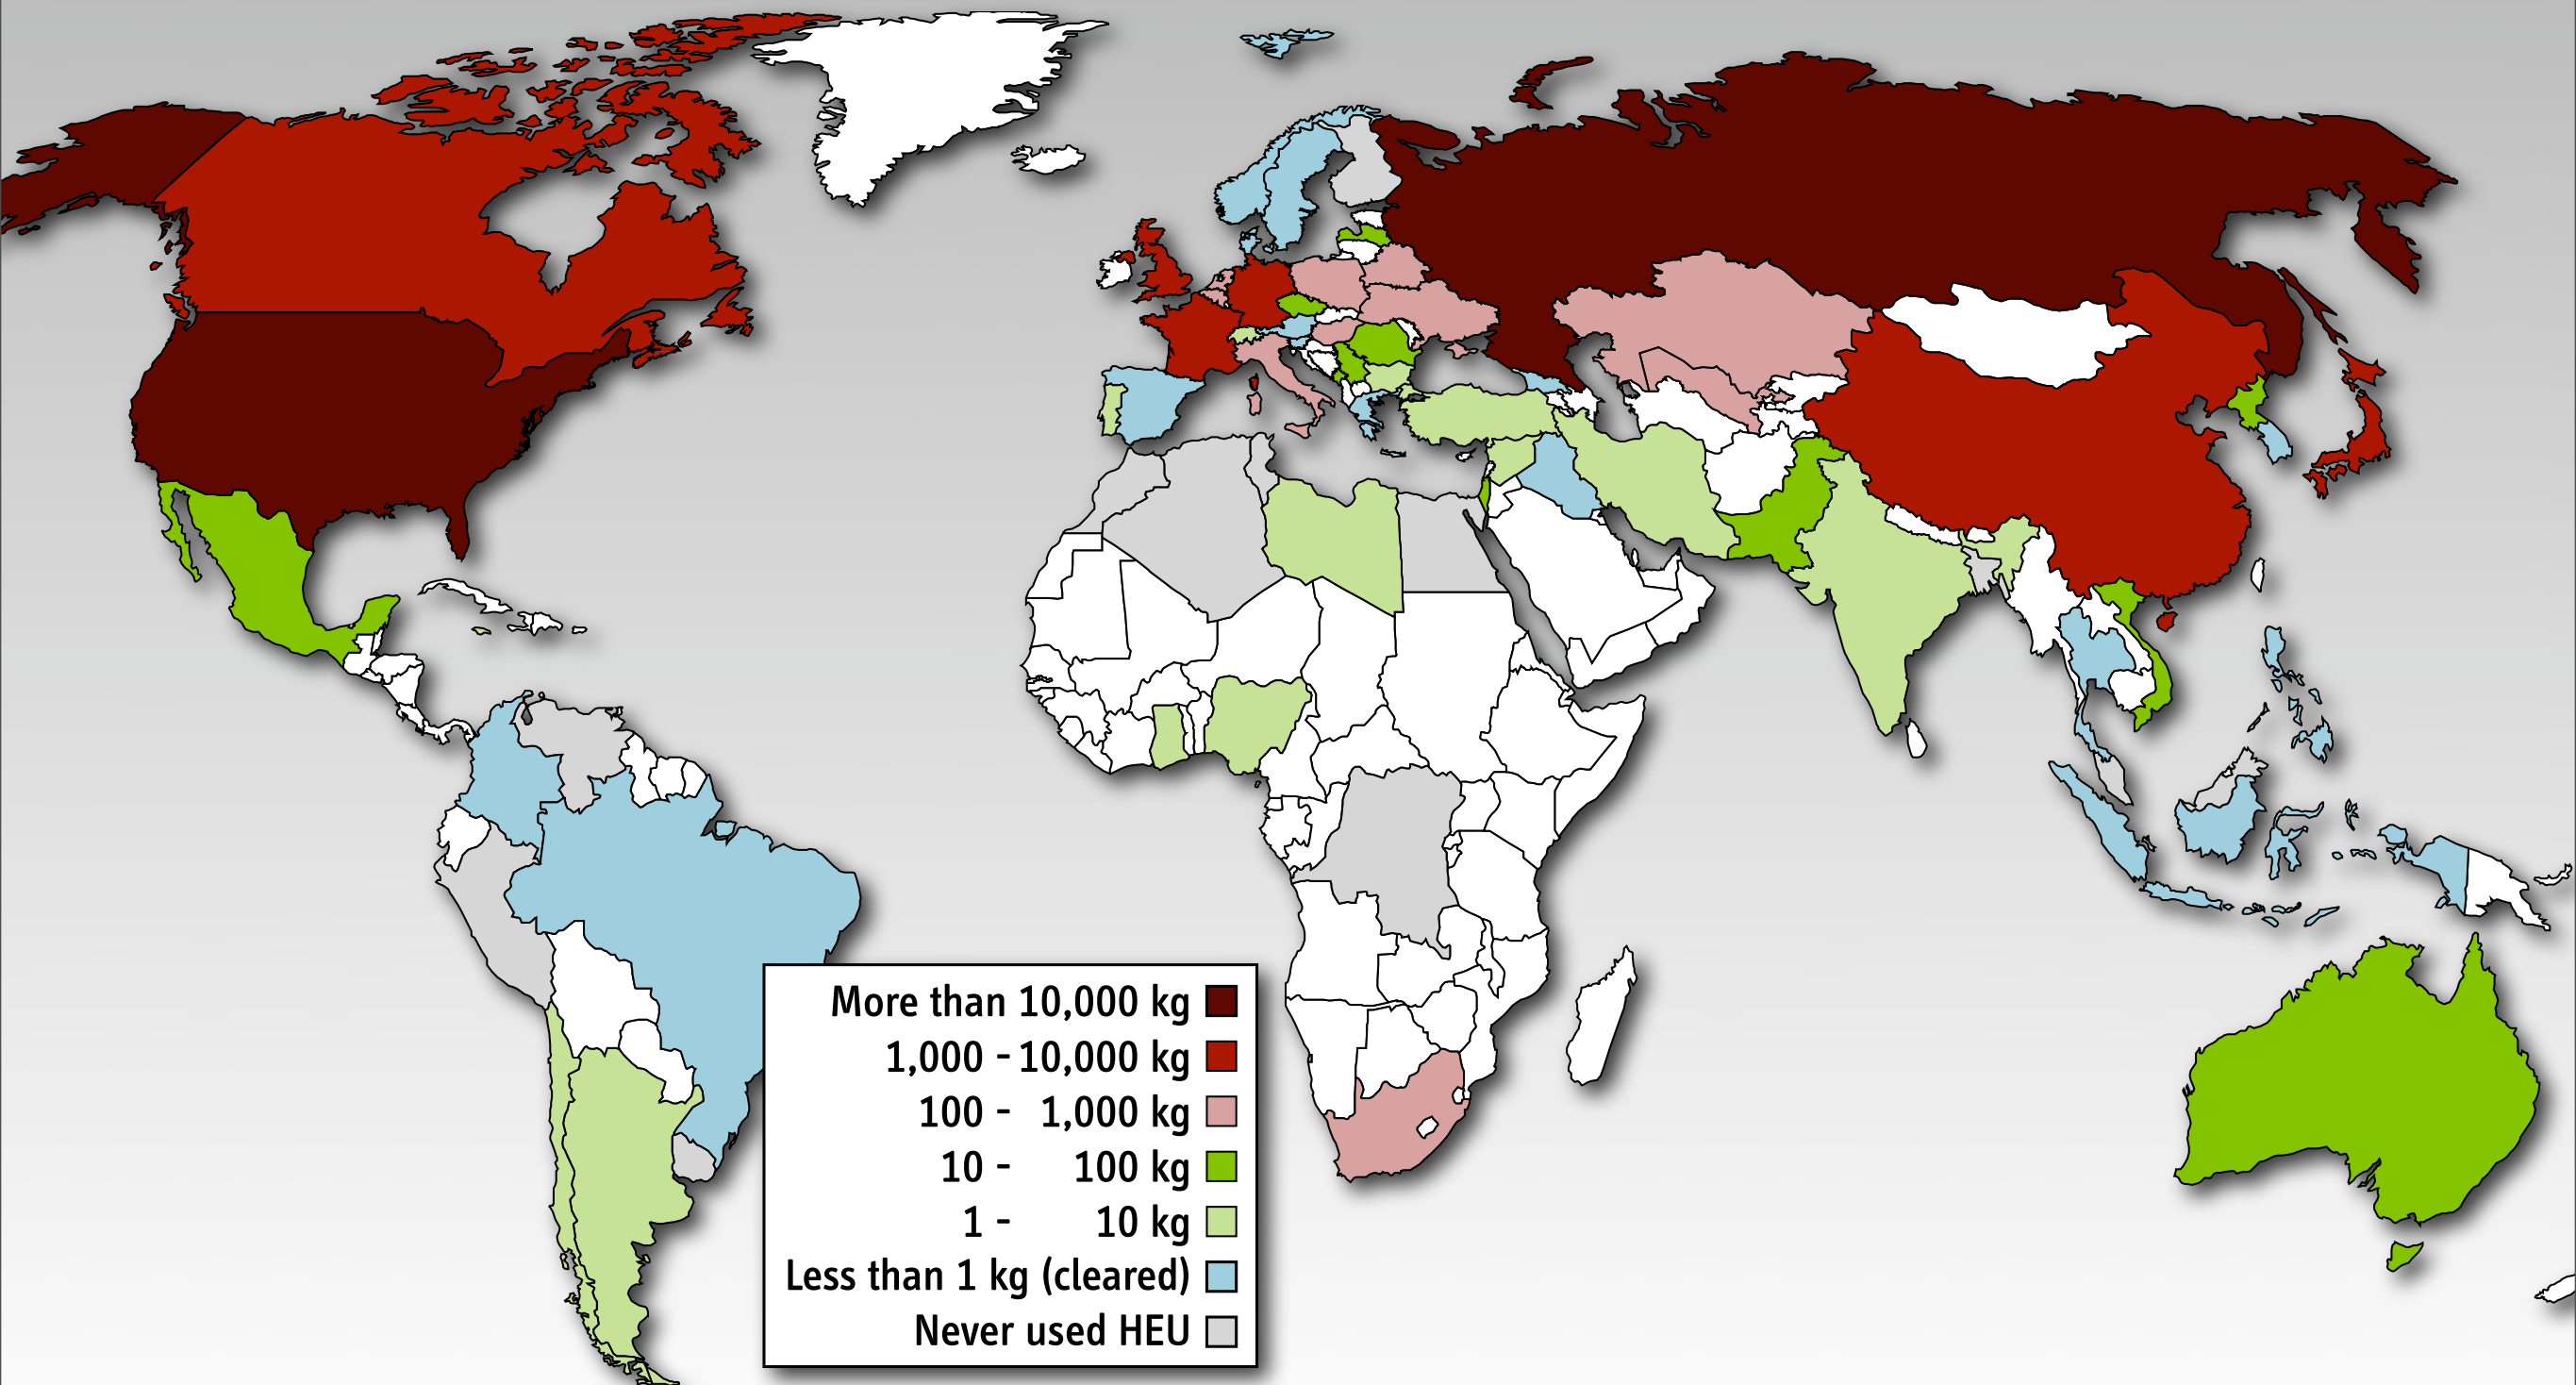 More than 10,000 kg
1,000 - 10,000 kg
100 - 1,000 kg
10 - 100 kg
1 - 10 kg
Less than 1 kg (cleared)
Never used HEU